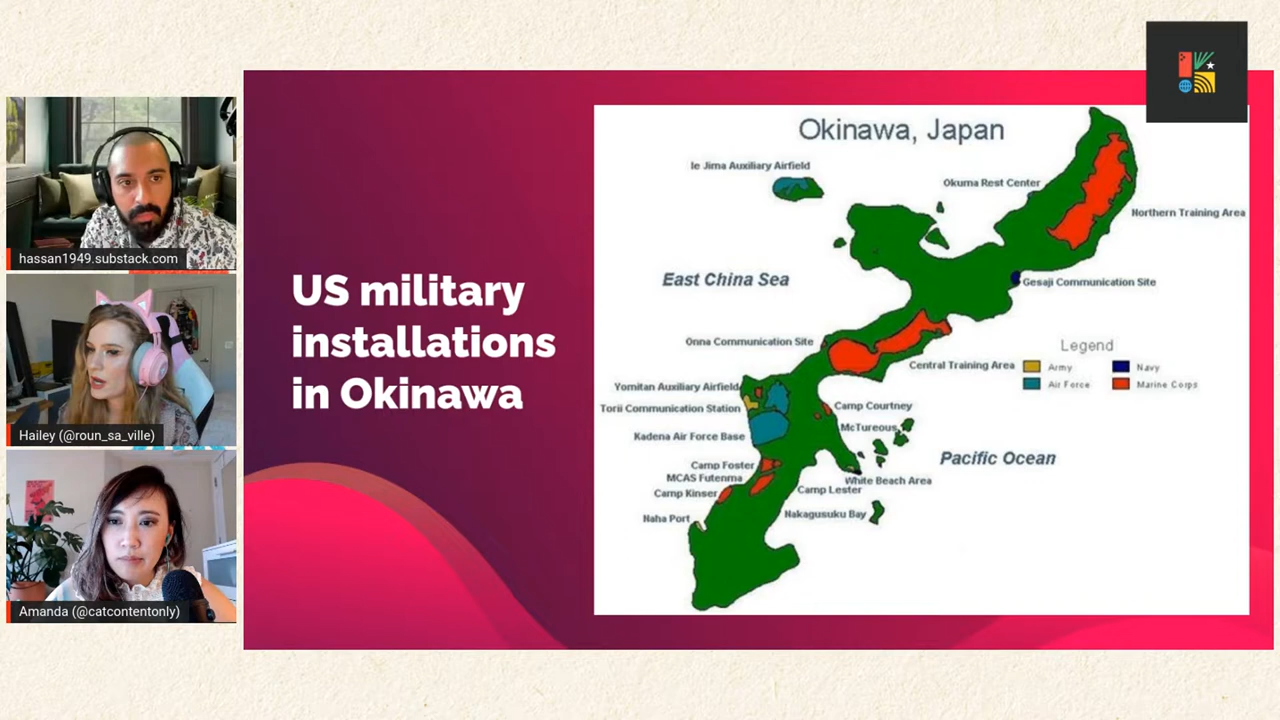 hassan1949.substack.com
Hailey (@roun_sa_ville)
Amanda (@catcontentonly)
US military
installations
in Okinawa
Okinawa, Japan
Ie Jima Auxiliary Airfield
Okuma Rest Center
Northern Training Area
East China Sea
Gesaji Communication Site
Onna Communication Site
Central Training Area
Legend
Army
Navy
Air Force
Marine Corps
Yomitan Auxiliary Airfield
Torii Communication Station
Camp Courtney
McTureous
Kadena Air Force Base
Pacific Ocean
Camp Foster
MCAS Futenma
White Beach Area
Camp Kinser
Camp Lester
Naha Port
Nakagusuku Bay